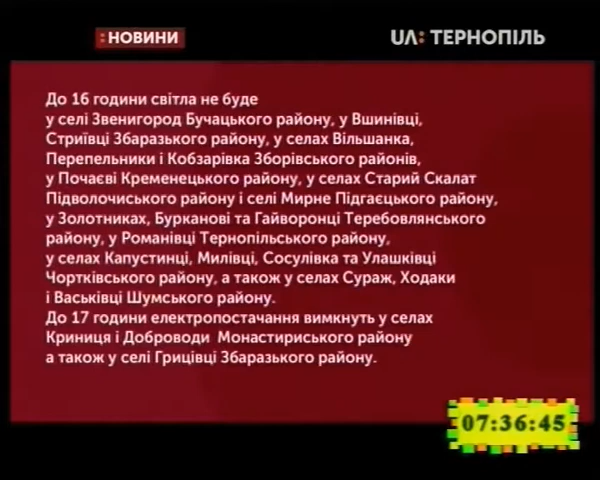 :НОВИНИ
UA: ТЕРНОПІЛЬ
До 16 години світла не буде
у селі Звенигород Бучацького району, у Вшинівці,
Стриївці Збаразького району, у селах Вільшанка,
Перепельники і Кобзарівка Зборівського районів,
у Почаєві Кременецького району, у селах Старий Скалат
Підволочиського району і селі Мирне Підгаєцького району,
у Золотниках, Бурканові та Гайворонці Теребовлянського
району, у Романівці Тернопільського району,
у селах Капустинці, Милівці, Сосулівка та Улашківці
Чортківського району, а також у селах Сураж, Ходаки
і Васьківці Шумського району.
До 17 години електропостачання вимкнуть у селах
Криниця і Доброводи Монастириського району
а також у селі Грицівці Збаразького району.
07:36:45